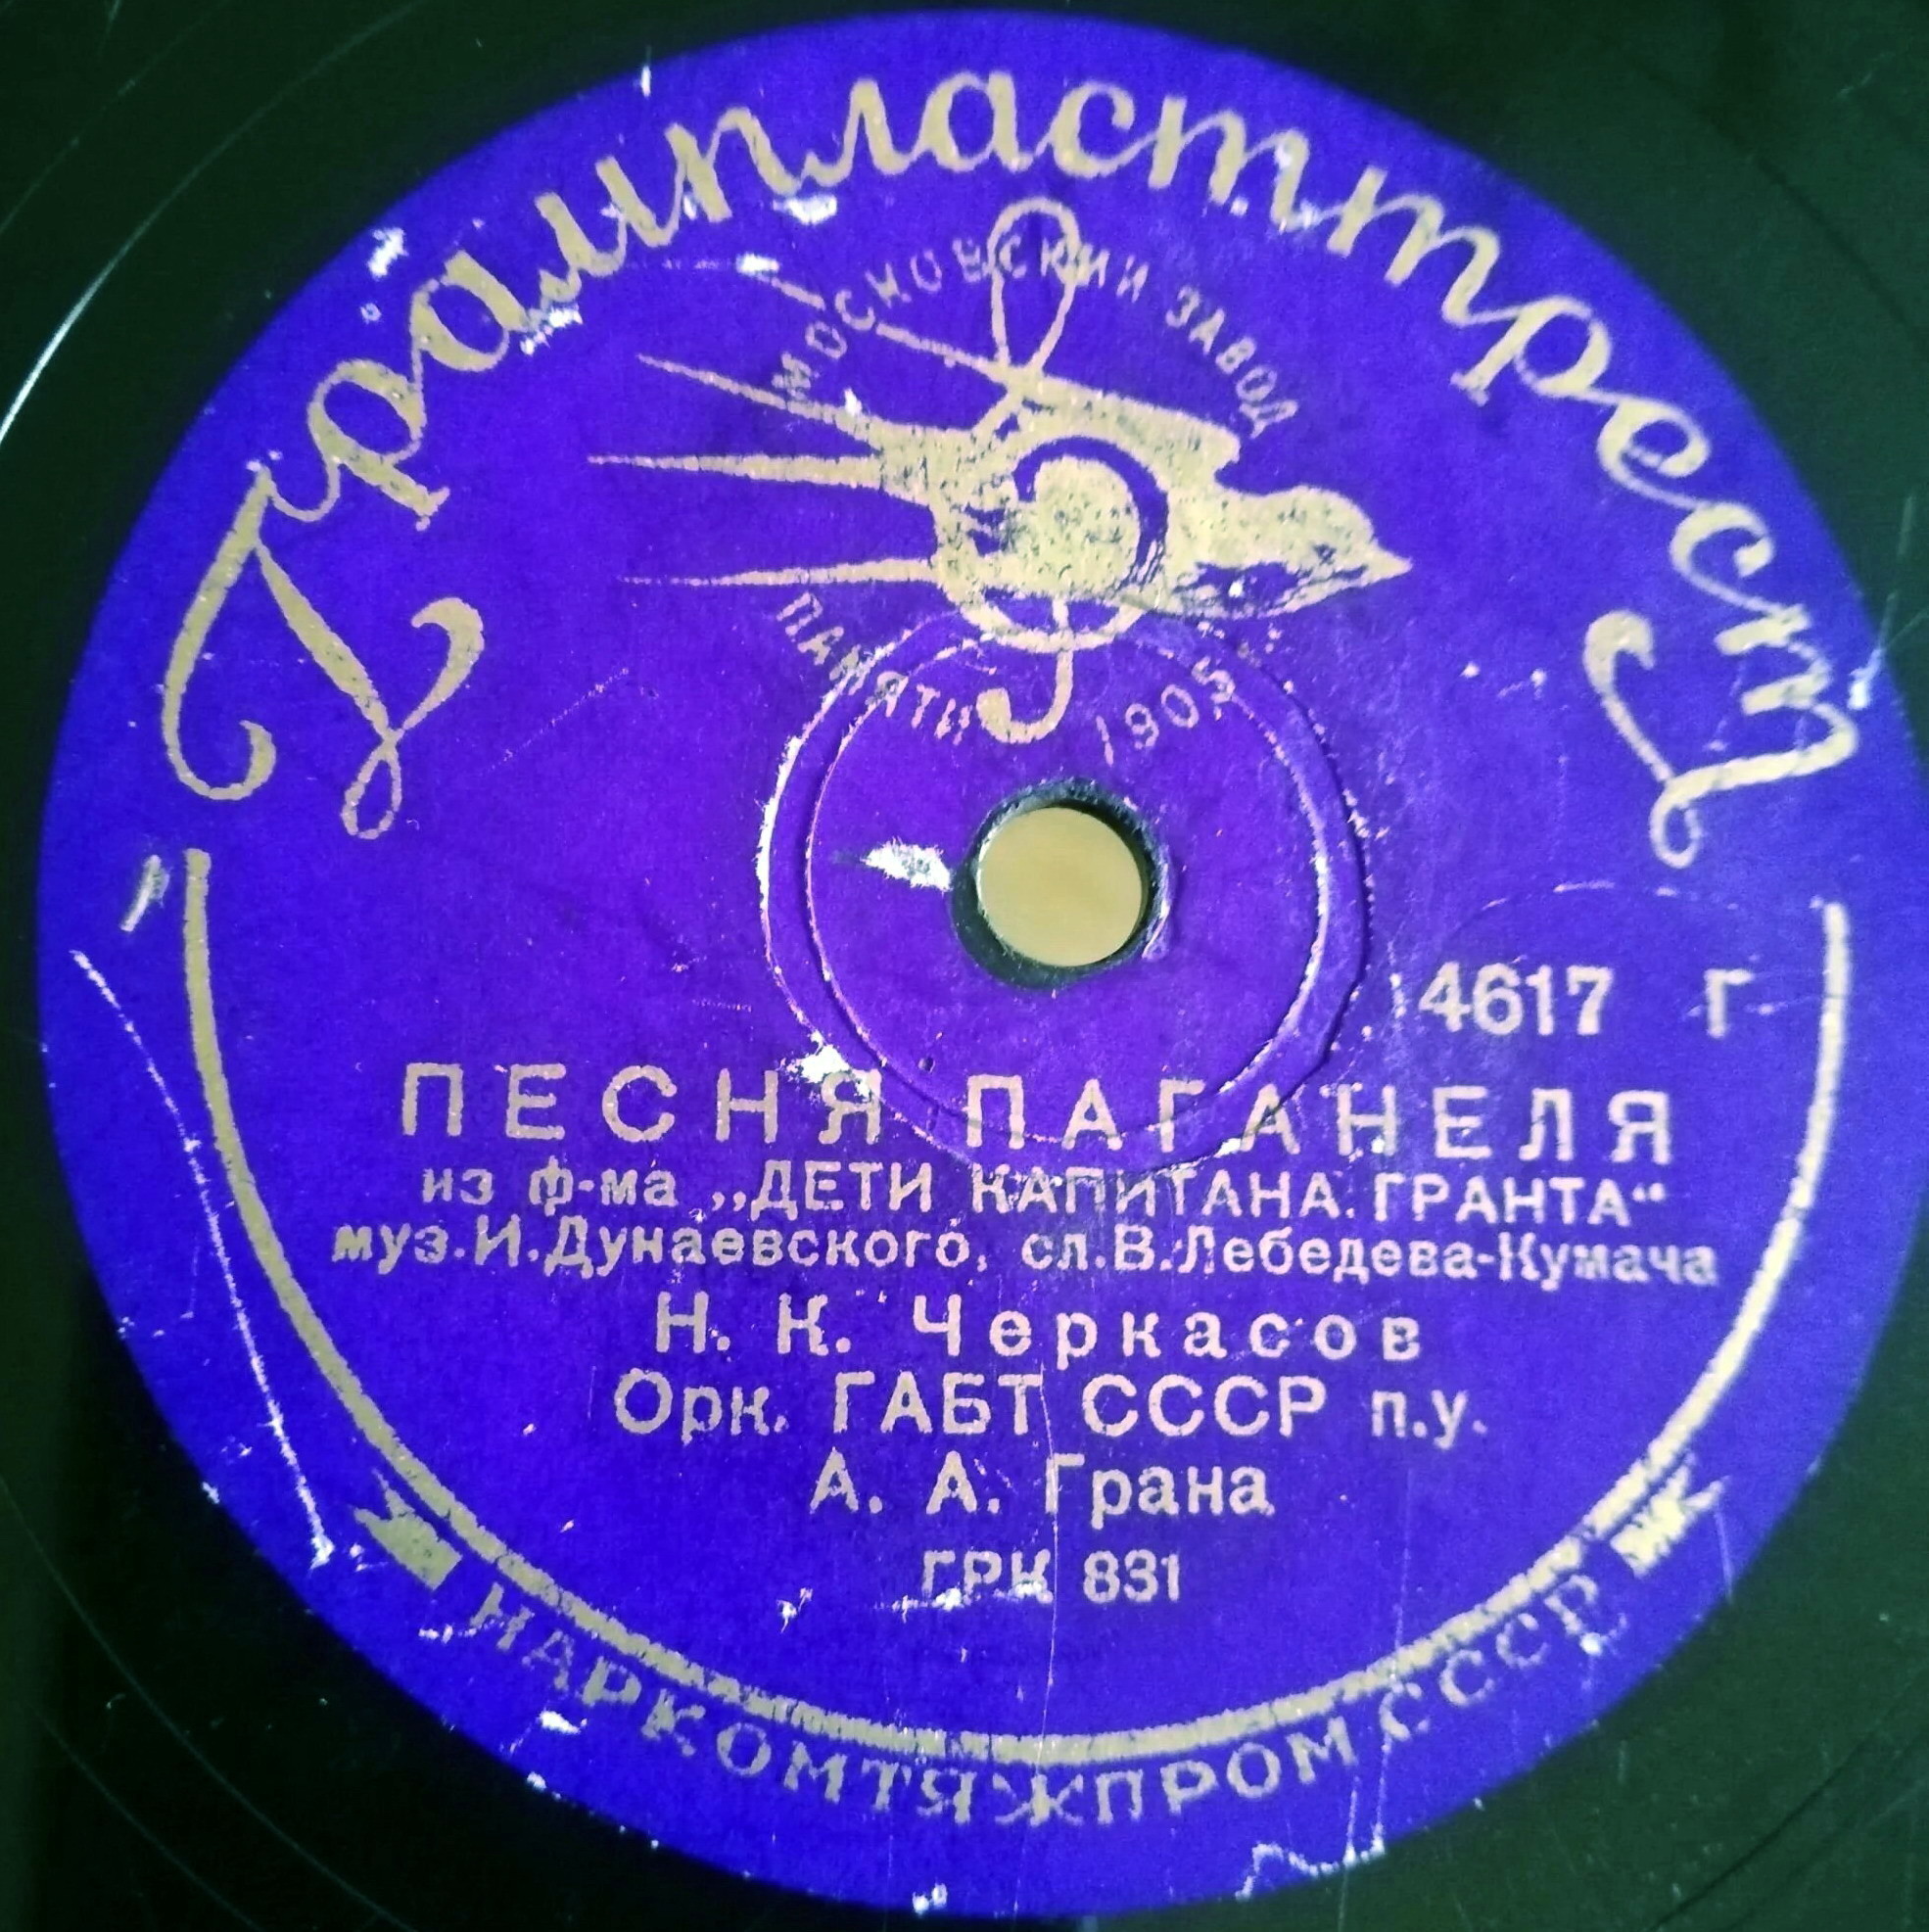 Грампласттрест
МОСКОВСКИЙ ЗАВОД
ПАМЯТИ 1905
4617 Г
ПЕСНЯ ПАГАНЕЛЯ
из ф-ма „ДЕТИ КАПИТАНА ГРАНТА“
муз.И.Дунаевского, сл.В.Лебедева-Кумача
Н. К. Черкасов
Орк. ГАБТ СССР п.у.
А. А. Грана
ГРК 831
НАРКОМТЯЖПРОМ СССР